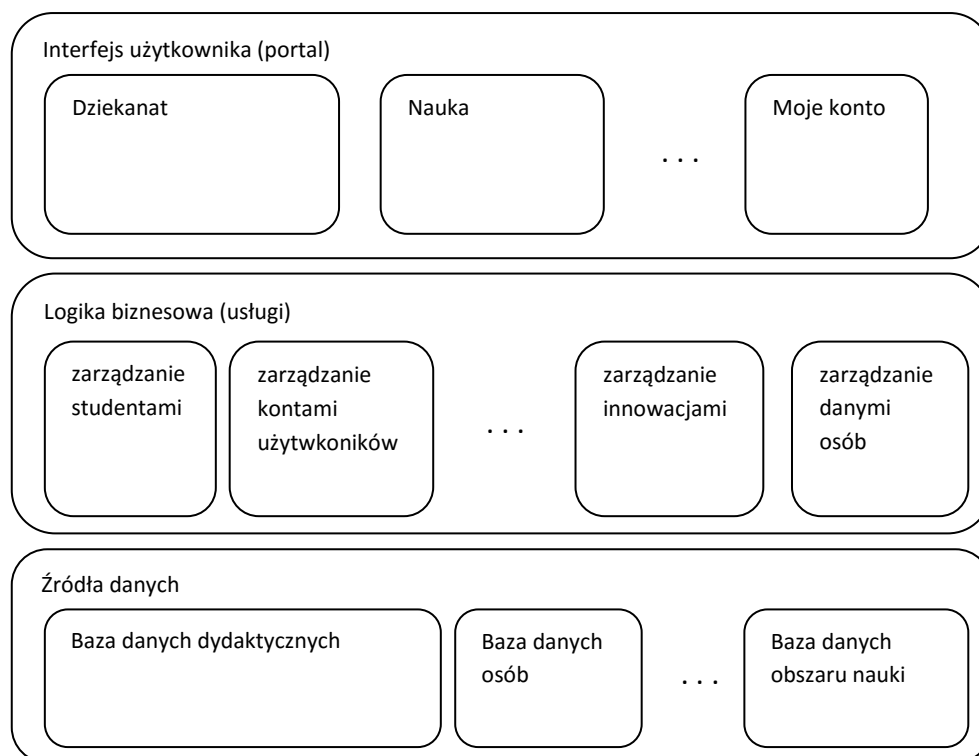 Interfejs użytkownika (portal)
Dziekanat
Nauka
. . .
Moje konto
Logika biznesowa (usługi)
zarządzanie
studentami
zarządzanie
kontami
użytwkoników
. . .
zarządzanie
innowacjami
zarządzanie
danymi
osób
Źródła danych
Baza danych dydaktycznych
Baza danych
osób
. . .
Baza danych
obszaru nauki